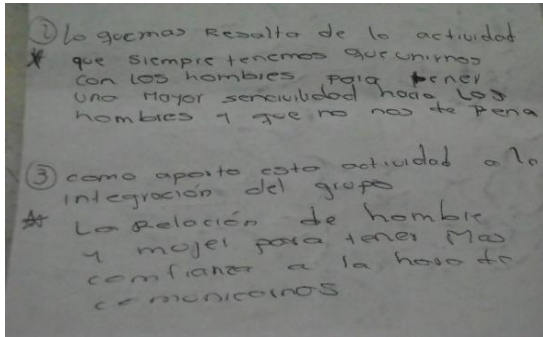 ② Lo que mas Resalto de la actividad
* que siempre tenemos que unirnos
con los hombres para tener
una Mayor sencivilidad hacia Los
hombres y que no nos de Pena
③ como aporto esta actividad a la
integración del grupo
* La Relación de hombre
y mujer para tener Mas
comfianza a la hora de
comunicarnos